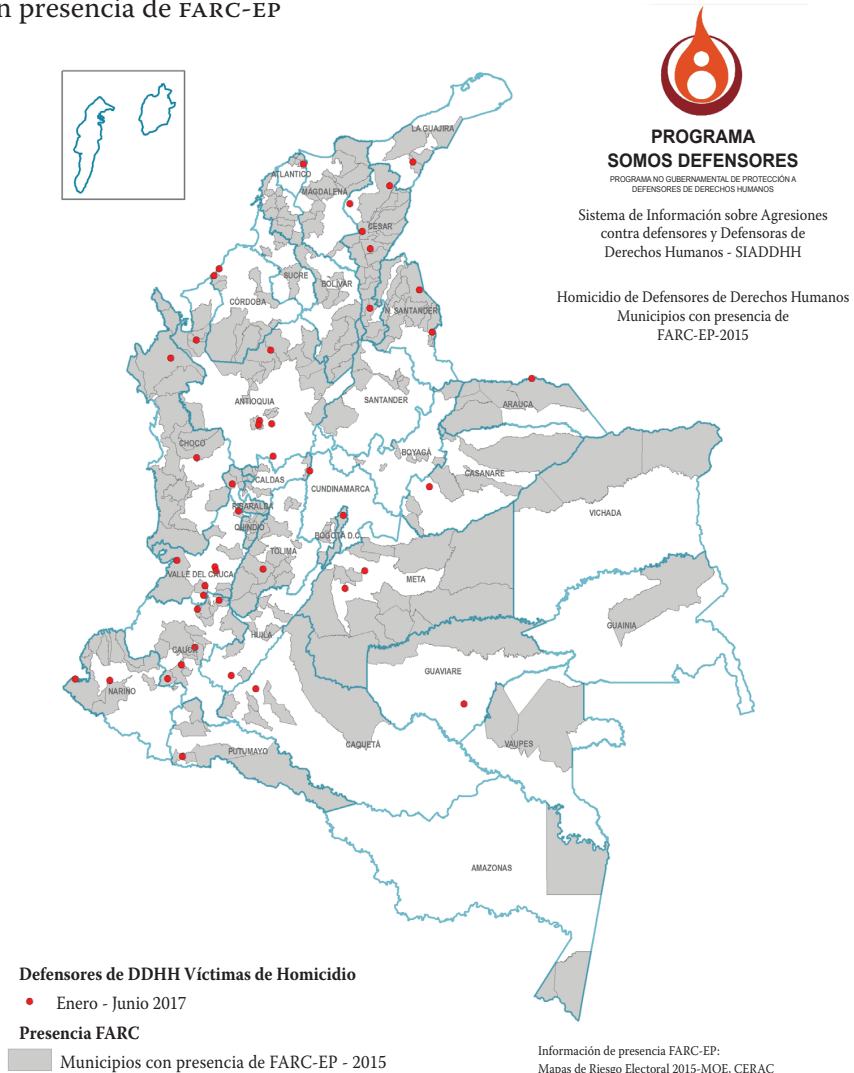 n presencia de FARC-EP
PROGRAMA
SOMOS DEFENSORES
PROGRAMA NO GUBERNAMENTAL DE PROTECCIÓN A
DEFENSORES DE DERECHOS HUMANOS
Sistema de Información sobre Agresiones
contra defensores y Defensoras de
Derechos Humanos - SIADDHH
Homicidio de Defensores de Derechos Humanos
Municipios con presencia de
FARC-EP-2015
LA GUAJIRA
ATLANTICO
MAGDALENA
CESAR
SUCRE
BOLIVAR
CÓRDOBA
N. SANTANDER
ANTIOQUIA
SANTANDER
ARAUCA
CHOCO
BOYACÁ
CASANARE
CALDAS
CUNDINAMARCA
RISARALDA
VICHADA
QUINDIO
BOGOTÁ D.C.
TOLIMA
VALLE DEL CAUCA
META
GUAINIA
HUILA
CAUCA
GUAVIARE
NARIÑO
CAQUETÁ
VAUPES
PUTUMAYO
AMAZONAS
Defensores de DDHH Víctimas de Homicidio
Enero - Junio 2017
Presencia FARC
Municipios con presencia de FARC-EP - 2015
Información de presencia FARC-EP:
Mapas de Riesgo Electoral 2015-MOE, CERAC